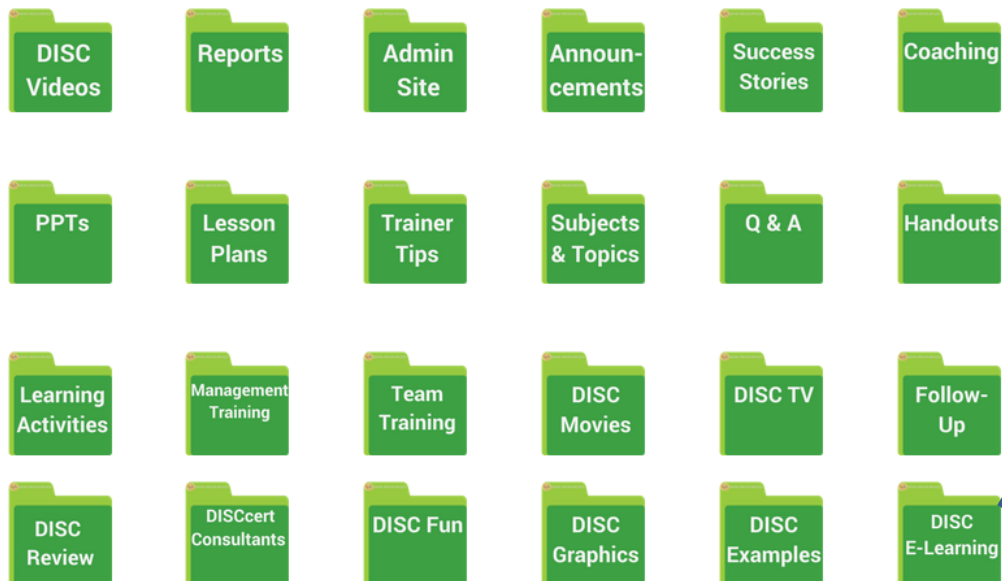 DISC
Videos
Reports
Admin
Site
Announ-
cements
Success
Stories
Coaching
PPTs
Lesson
Plans
Trainer
Tips
Subjects
& Topics
Q & A
Handouts
Learning
Activities
Management
Training
Team
Training
DISC
Movies
DISC TV
Follow-
Up
DISC
Review
DISCcert
Consultants
DISC Fun
DISC
Graphics
DISC
Examples
DISC
E-Learning